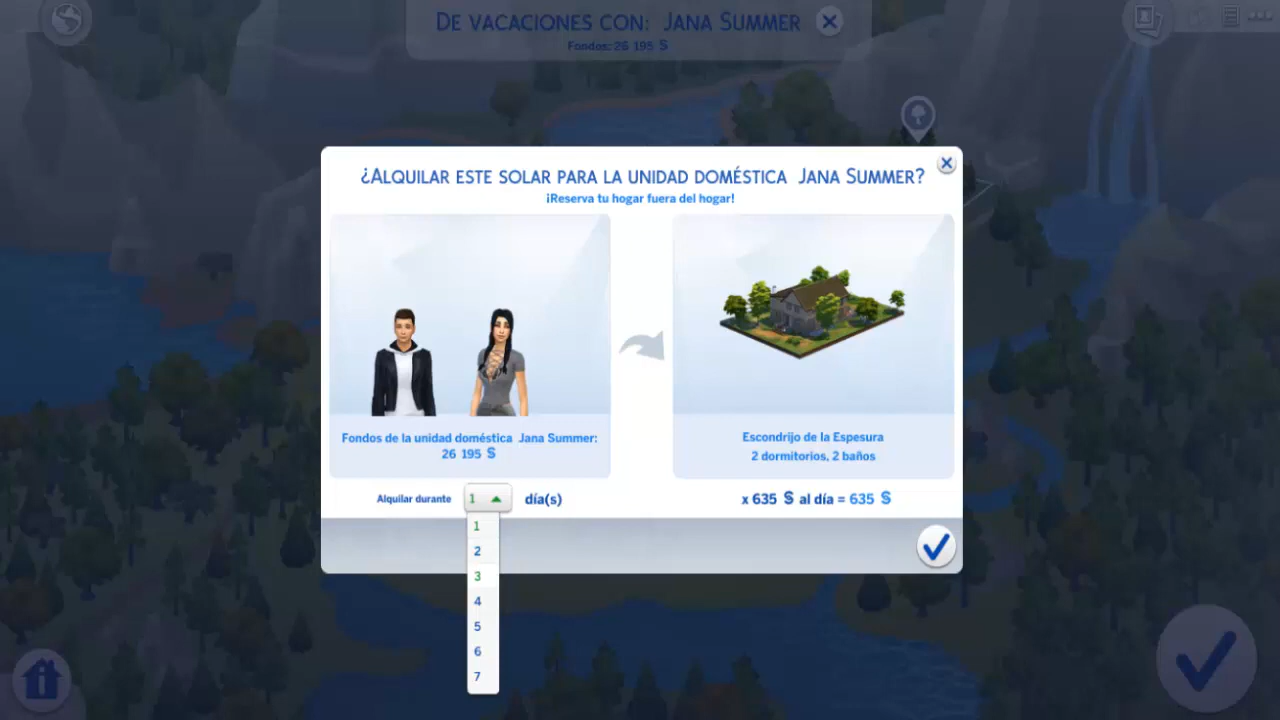 DE VACACIONES CON: JANA SUMMER
Fondos: 26 195 $
¿ALQUILAR ESTE SOLAR PARA LA UNIDAD DOMÉSTICA JANA SUMMER?
¡Reserva tu hogar fuera del hogar!
Fondos de la unidad doméstica Jana Summer:
26 195 $
Escondrijo de la Espesura
2 dormitorios, 2 baños
Alquilar durante 1 día(s)
x 635 $ al día = 635 $
1
2
3
4
5
6
7